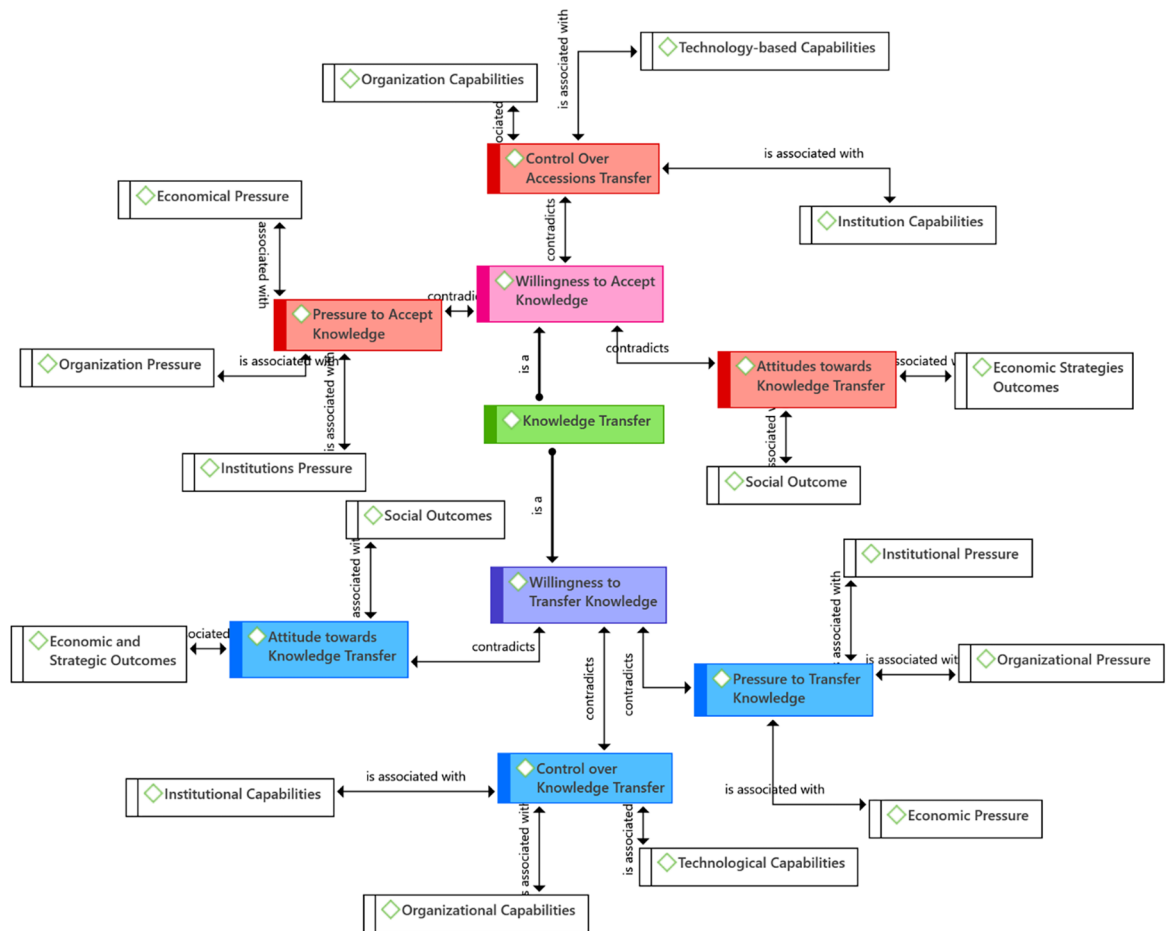 is associated with
Technology-based Capabilities
Organization Capabilities
ociated
Control Over
Accessions Transfer
is associated with
Institution Capabilities
Economical Pressure
associated with
contradicts
Willingness to Accept
Knowledge
contradic
Pressure to Accept
Knowledge
is associated with
Organization Pressure
is associated with
Institutions Pressure
contradicts
Attitudes towards
Knowledge Transfer
ssociated w
Economic Strategies
Outcomes
is a
Knowledge Transfer
ssociated w
Social Outcome
is a
Social Outcomes
associated wit
Institutional Pressure
s associated with
Willingness to
Transfer Knowledge
Economic and
Strategic Outcomes
sociated
Attitude towards
Knowledge Transfer
contradicts
contradicts
contradicts
Pressure to Transfer
Knowledge
is associated wit
Organizational Pressure
is associated with
Economic Pressure
Control over
Knowledge Transfer
is associated with
Institutional Capabilities
s associated with
is associated
Technological Capabilities
Organizational Capabilities